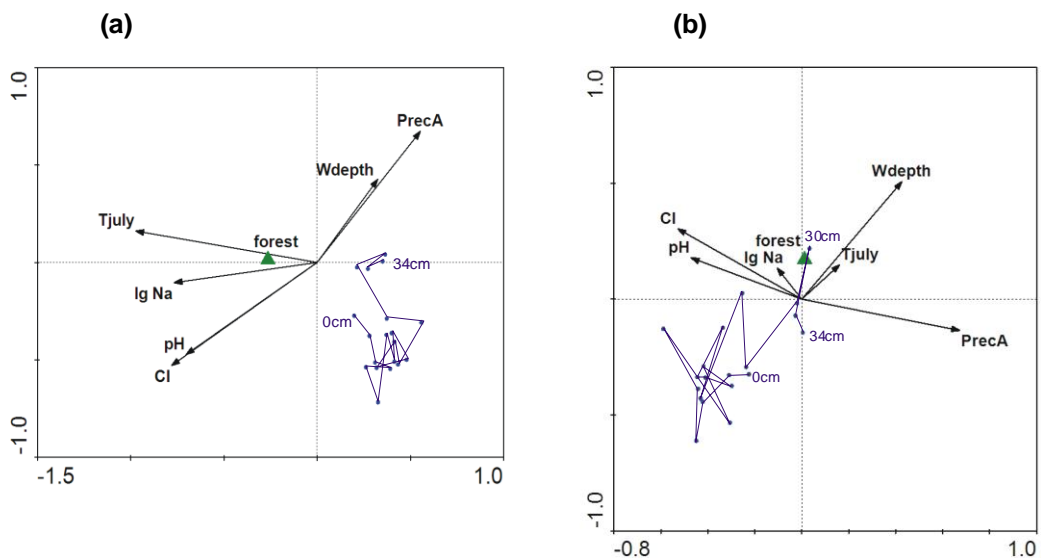 (a)
(b)
1.0
PrecA
Wdepth
Tjuly
forest
34cm
lg Na
0cm
pH
Cl
-1.0
-1.5
1.0
1.0
Wdepth
Cl
30cm
forest
pH
lg Na
Tjuly
34cm
PrecA
0cm
-1.0
-0.8
1.0